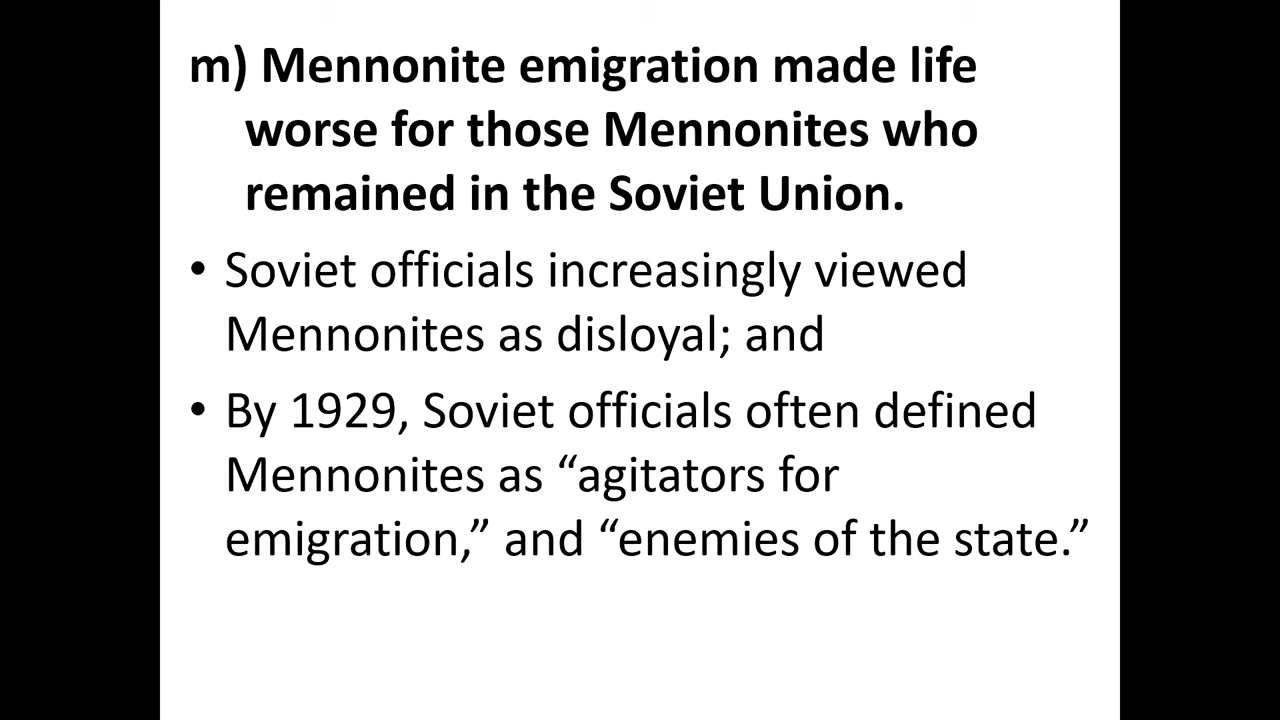 m) Mennonite emigration made life
worse for those Mennonites who
remained in the Soviet Union.
• Soviet officials increasingly viewed
Mennonites as disloyal; and
• By 1929, Soviet officials often defined
Mennonites as “agitators for
emigration,” and “enemies of the state.”